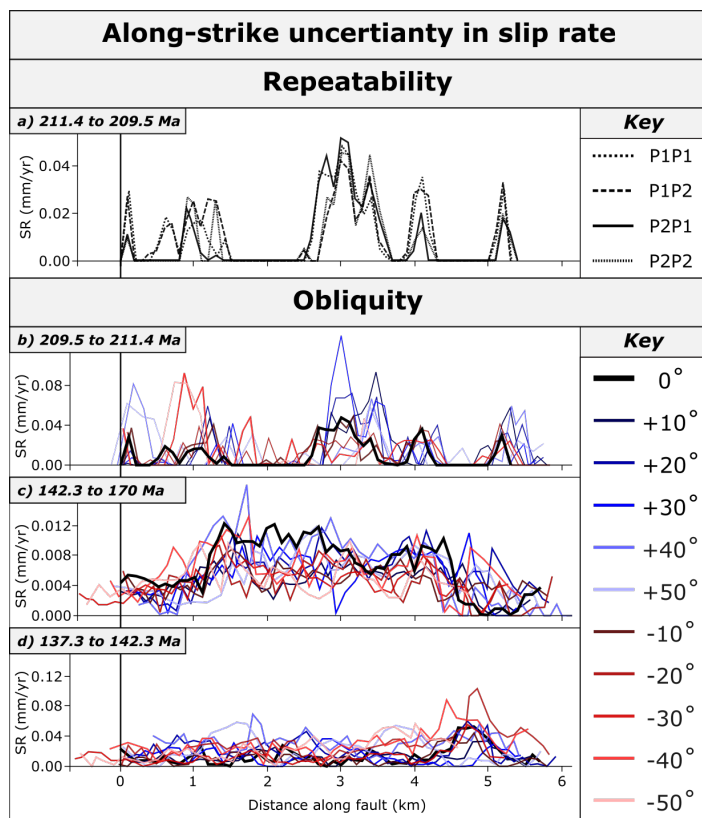 Along-strike uncertianty in slip rate
Repeatability
a) 211.4 to 209.5 Ma
SR (mm/yr)
0.04
0.02
0.00
Key
P1P1
P1P2
P2P1
P2P2
Obliquity
b) 209.5 to 211.4 Ma
SR (mm/yr)
0.08
0.04
0.00
c) 142.3 to 170 Ma
SR (mm/yr)
0.012
0.008
0.004
0.000
d) 137.3 to 142.3 Ma
SR (mm/yr)
0.12
0.08
0.04
0.00
0 1 2 3 4 5 6
Distance along fault (km)
Key
0°
+10°
+20°
+30°
+40°
+50°
-10°
-20°
-30°
-40°
-50°